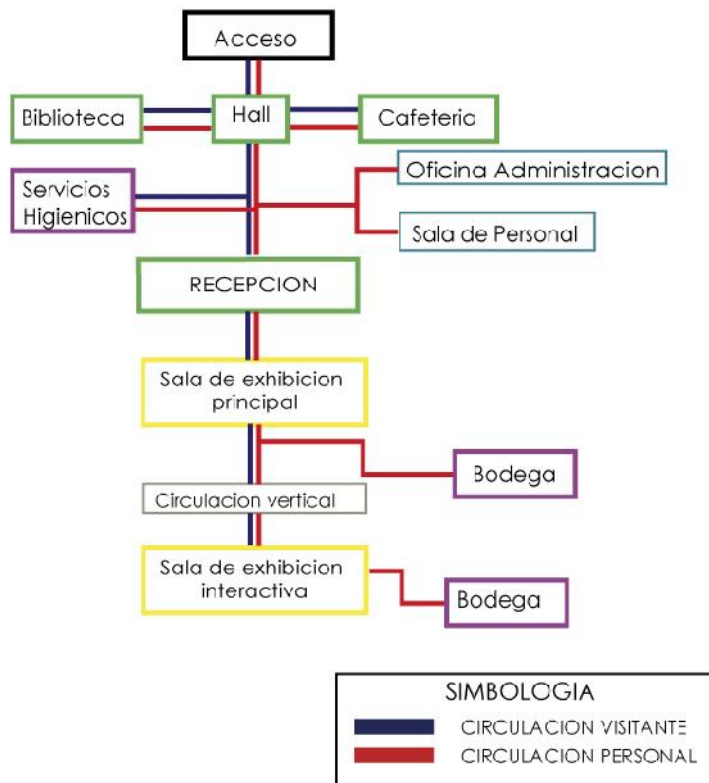 Acceso
Biblioteca
Hall
Cafeteria
Servicios
Higienicos
Oficina Administracion
Sala de Personal
RECEPCION
Sala de exhibicion
principal
Bodega
Circulacion vertical
Sala de exhibicion
interactiva
Bodega
SIMBOLOGIA
CIRCULACION VISITANTE
CIRCULACION PERSONAL